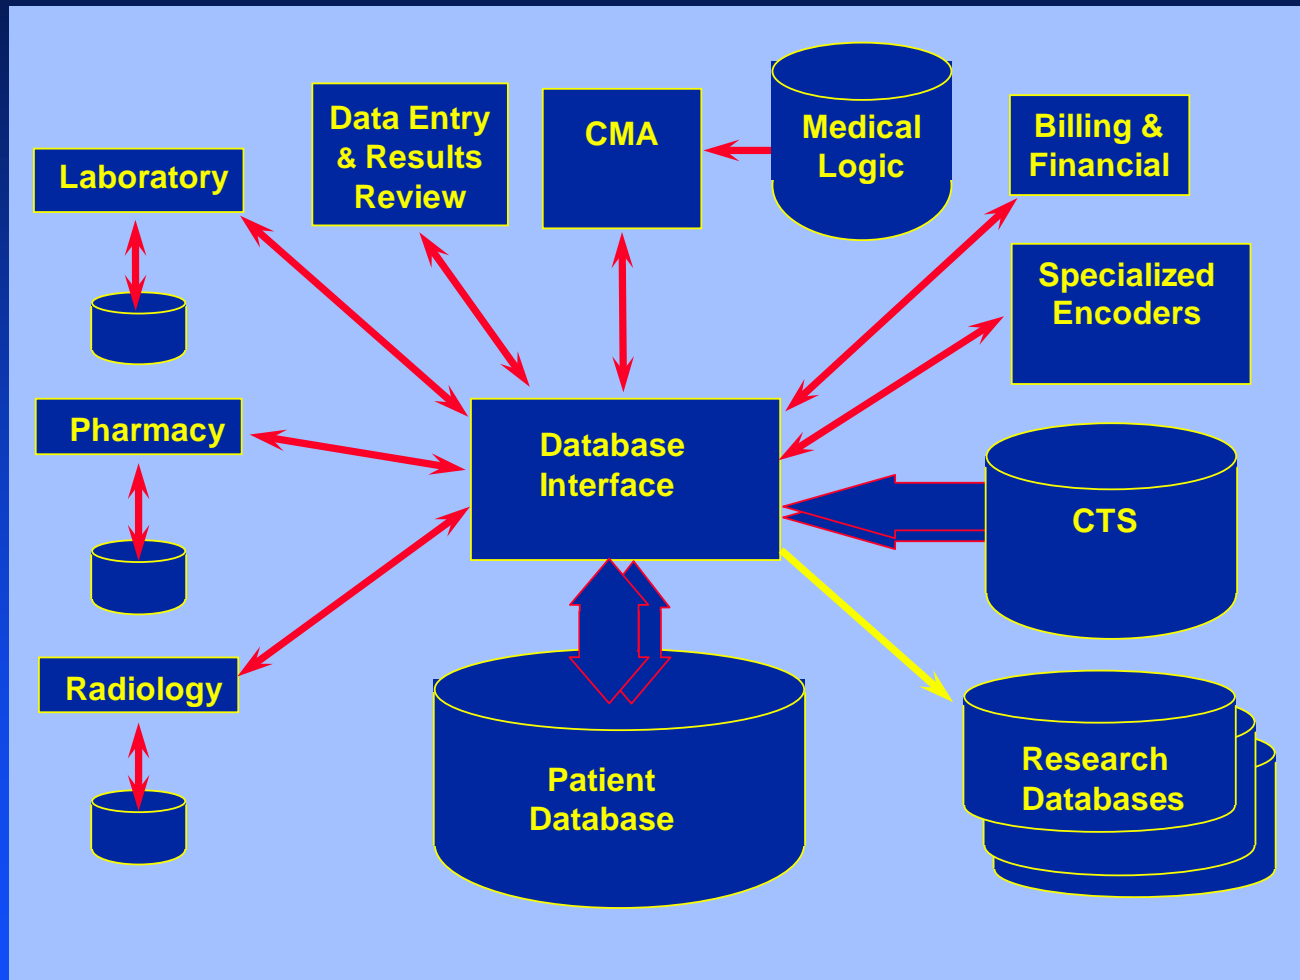 Data Entry
& Results
Review
CMA
Medical
Logic
Billing &
Financial
Laboratory
Specialized
Encoders
Pharmacy
Database
Interface
CTS
Radiology
Patient
Database
Research
Databases